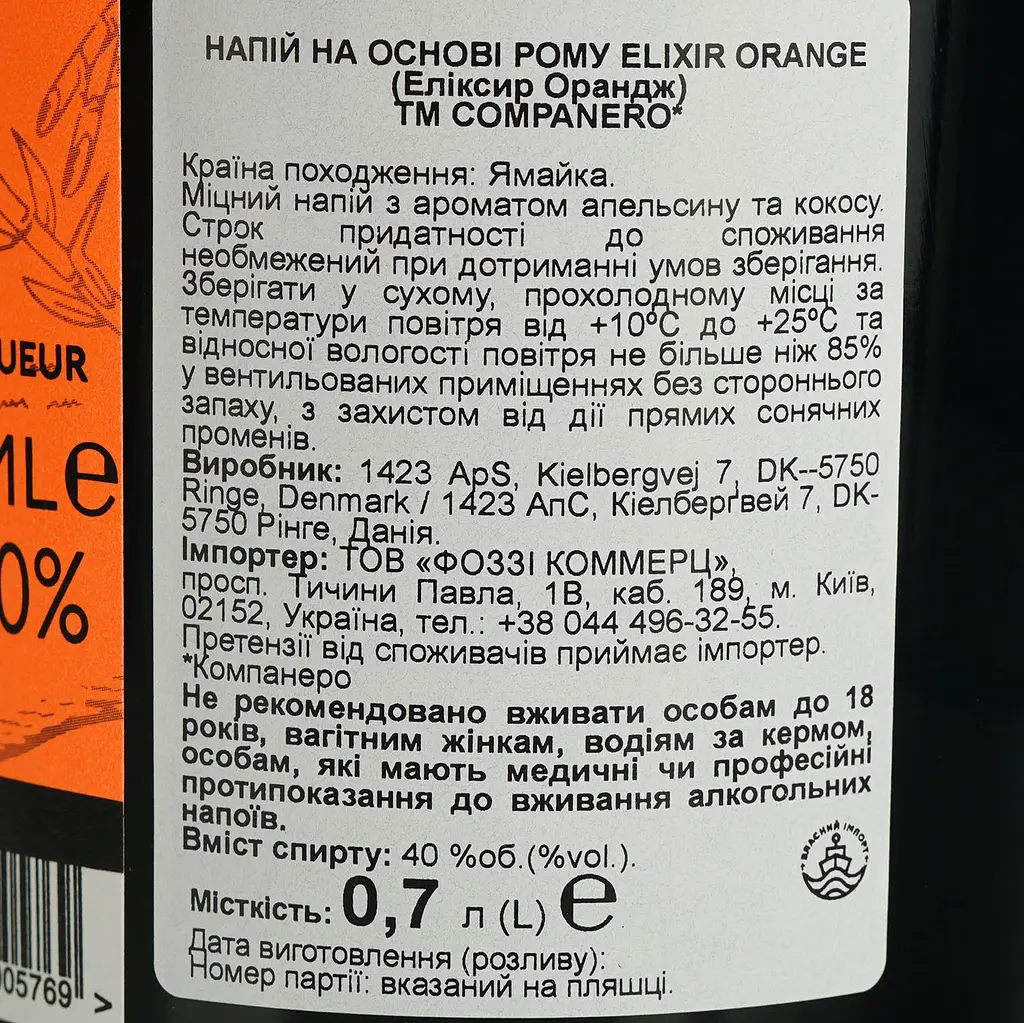 НАПІЙ НА ОСНОВІ РОМУ ELIXIR ORANGE
(Еліксир Орандж)
ТМ COMPANERO*
Країна походження: Ямайка.
Міцний напій з ароматом апельсину та кокосу.
Строк придатності до споживання
необмежений при дотриманні умов зберігання.
Зберігати у сухому, прохолодному місці за
температури повітря від +10ºС до +25ºС та
відносної вологості повітря не більше ніж 85%
у вентильованих приміщеннях без стороннього
запаху, з захистом від дії прямих сонячних
променів.
Виробник: 1423 ApS, Kielbergvej 7, DK--5750
Ringe, Denmark / 1423 АпС, Кіелберґвей 7, DK-
5750 Рінге, Данія.
Імпортер: ТОВ «ФОЗЗІ КОММЕРЦ»,
просп. Тичини Павла, 1В, каб. 189, м. Київ,
02152, Україна, тел.: +38 044 496-32-55.
Претензії від споживачів приймає імпортер.
*Компанеро
Не рекомендовано вживати особам до 18
років, вагітним жінкам, водіям за кермом,
особам, які мають медичні чи професійні
протипоказання до вживання алкогольних
напоїв.
Вміст спирту: 40 %об.(%vol.).
Місткість: 0,7 л (L) e
Дата виготовлення (розливу):
Номер партії: вказаний на пляшці.
ВЛАСНИЙ ІМПОРТ
UEUR
MLe
0%
005769 >